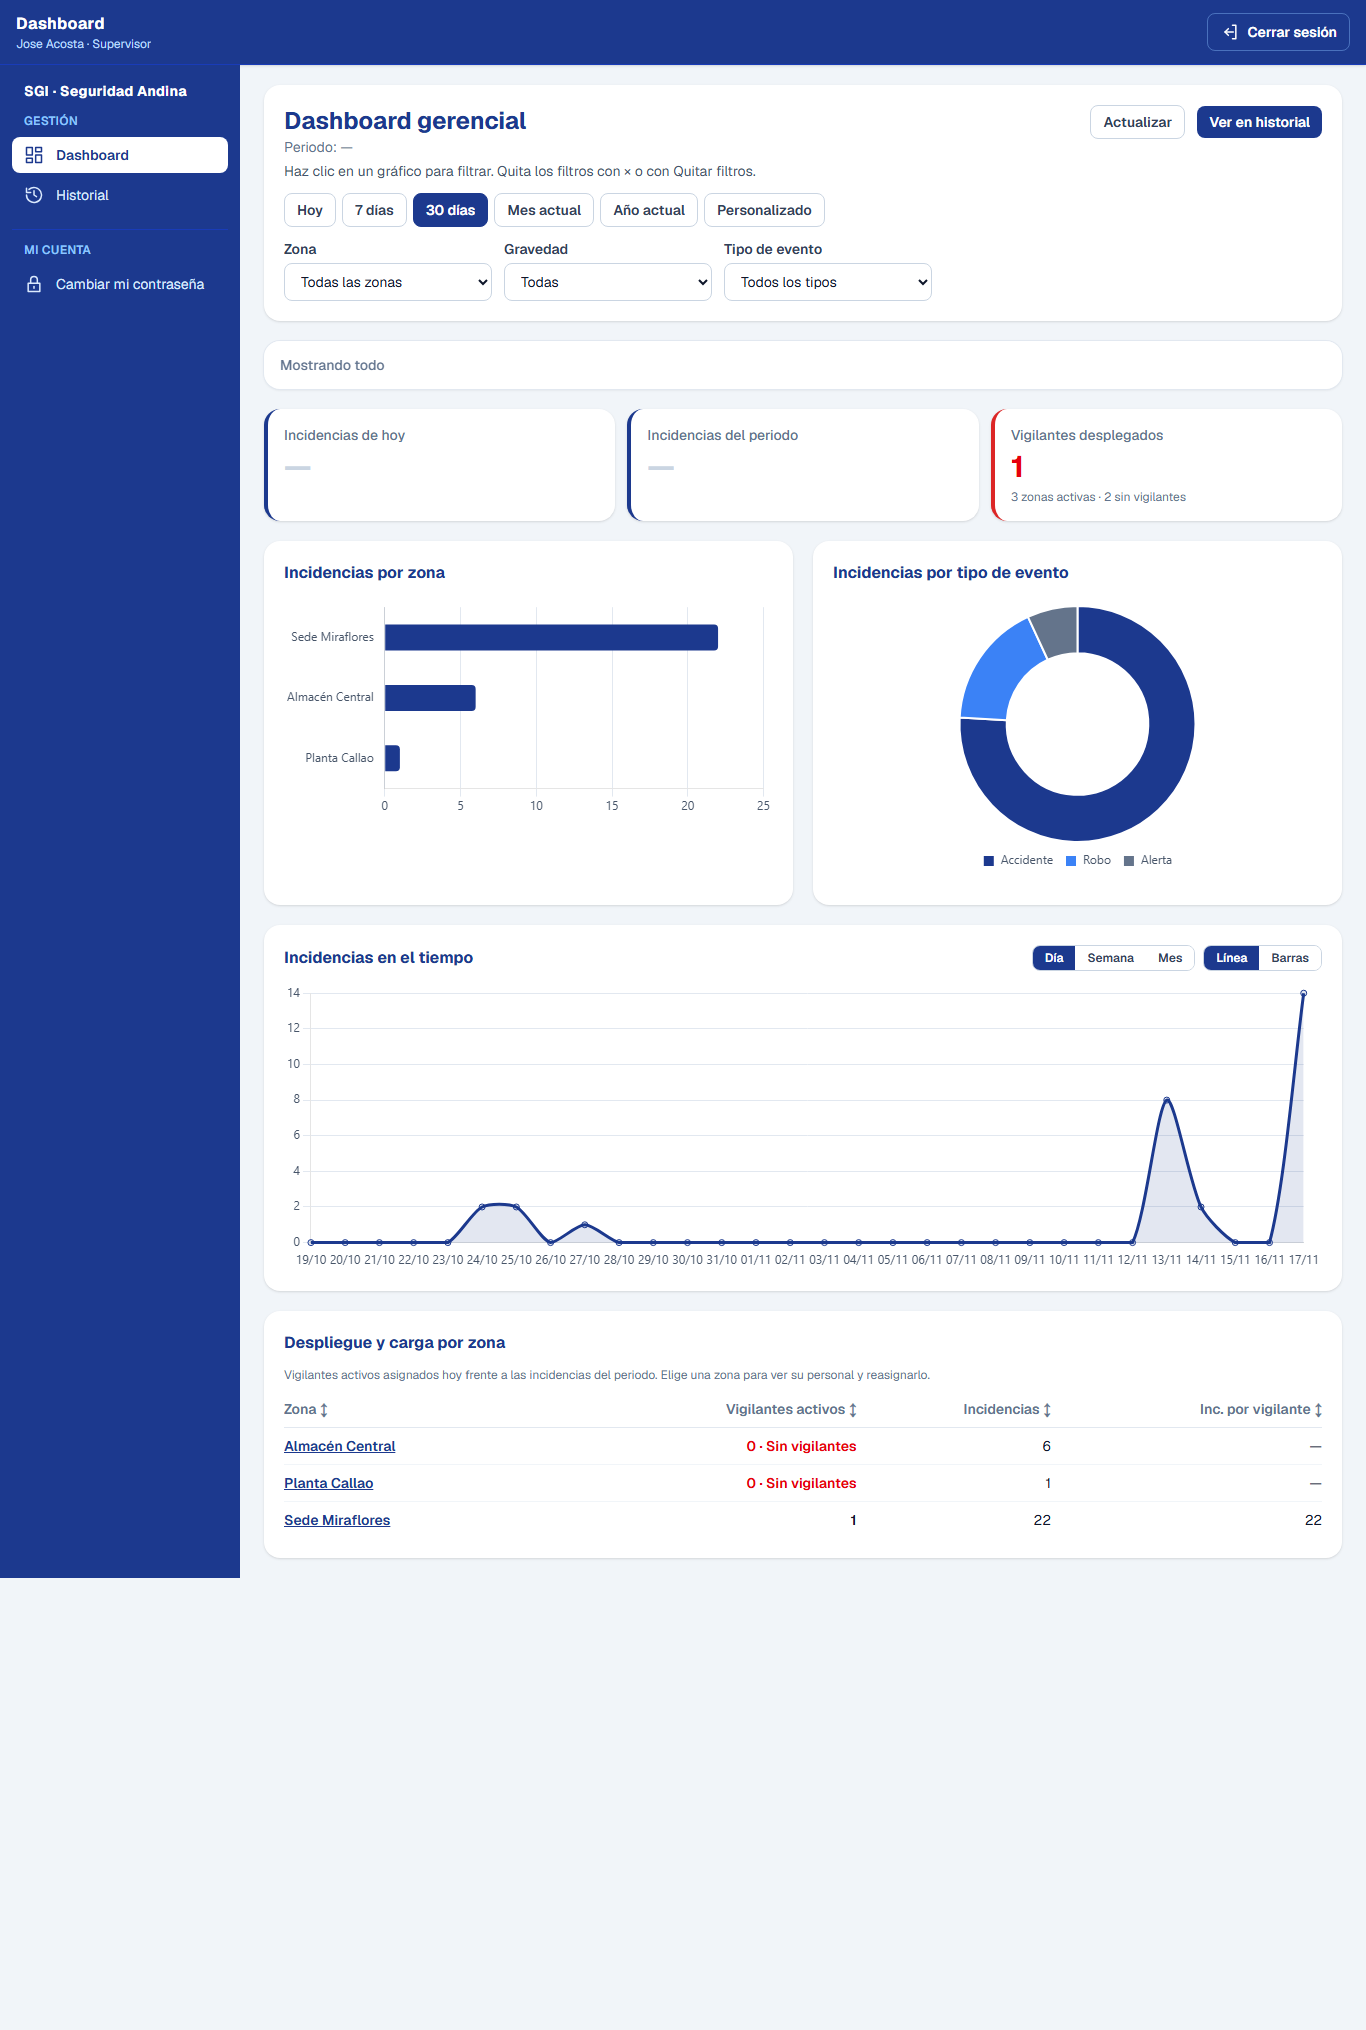 Dashboard
Jose Acosta · Supervisor
Cerrar sesión
SGI · Seguridad Andina
GESTIÓN
Dashboard
Historial
MI CUENTA
Cambiar mi contraseña
Dashboard gerencial
Actualizar
Ver en historial
Periodo: —
Haz clic en un gráfico para filtrar. Quita los filtros con × o con Quitar filtros.
Hoy
7 días
30 días
Mes actual
Año actual
Personalizado
Zona
Gravedad
Tipo de evento
Todas las zonas
Todas
Todos los tipos
Mostrando todo
Incidencias de hoy
—
Incidencias del periodo
—
Vigilantes desplegados
1
3 zonas activas · 2 sin vigilantes
Incidencias por zona
Sede Miraflores
Almacén Central
Planta Callao
0 5 10 15 20 25
Incidencias por tipo de evento
Accidente Robo Alerta
Incidencias en el tiempo
Día Semana Mes
Línea Barras
14
12
10
8
6
4
2
0
19/10 20/10 21/10 22/10 23/10 24/10 25/10 26/10 27/10 28/10 29/10 30/10 31/10 01/11 02/11 03/11 04/11 05/11 06/11 07/11 08/11 09/11 10/11 11/11 12/11 13/11 14/11 15/11 16/11 17/11
Despliegue y carga por zona
Vigilantes activos asignados hoy frente a las incidencias del periodo. Elige una zona para ver su personal y reasignarlo.
Zona ↕ Vigilantes activos ↕ Incidencias ↕ Inc. por vigilante ↕
Almacén Central 0 · Sin vigilantes 6 —
Planta Callao 0 · Sin vigilantes 1 —
Sede Miraflores 1 22 22